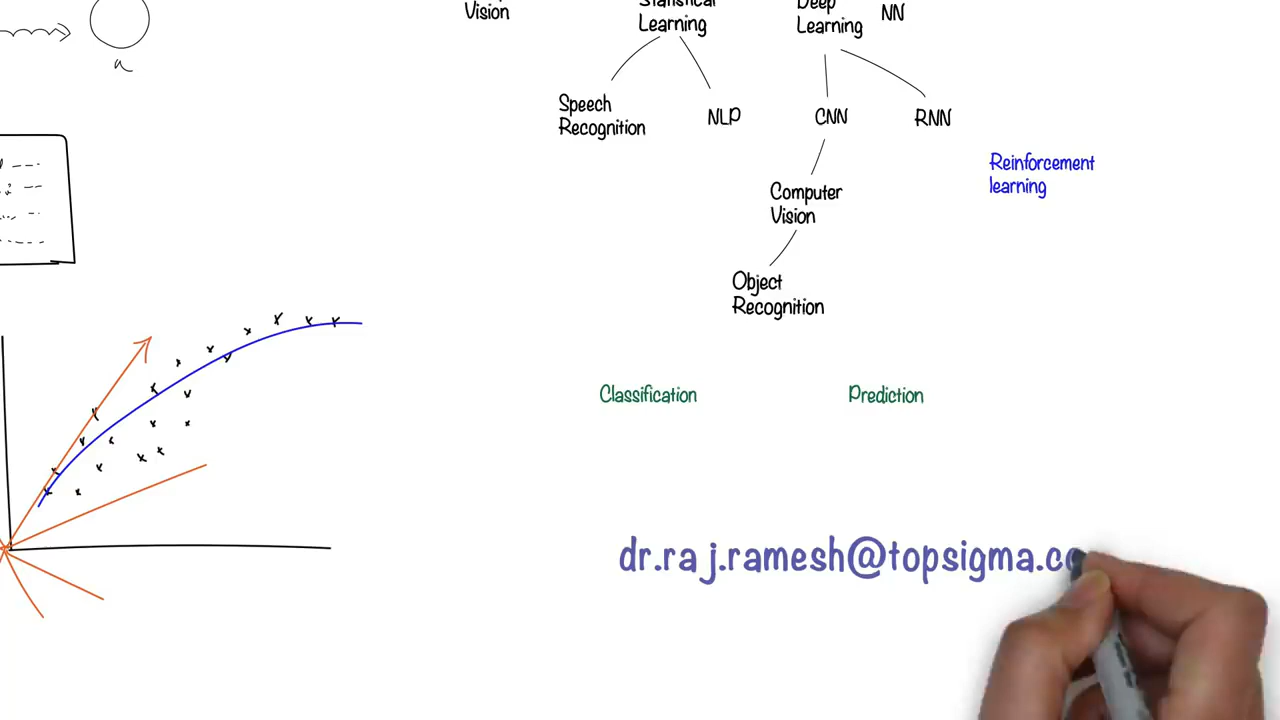 Vision
Statistical
Learning
Deep
Learning
NN
a
Speech
Recognition
NLP
CNN
RNN
Reinforcement
learning
Computer
Vision
Object
Recognition
Classification
Prediction
dr.raj.ramesh@topsigma.co